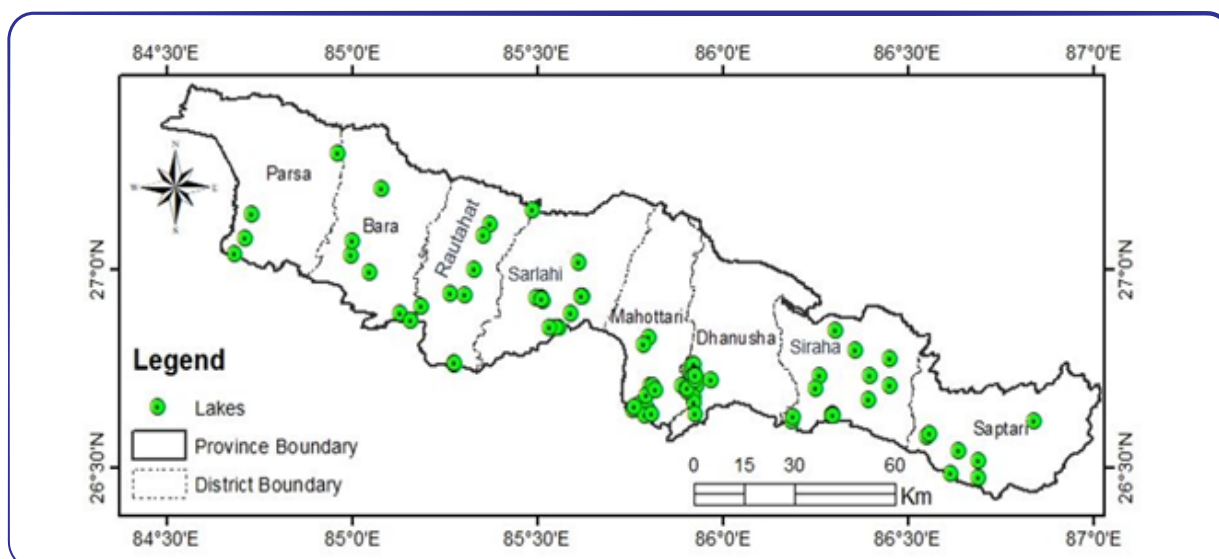 84°30'E 85°0'E 85°30'E 86°0'E 86°30'E 87°0'E
N
W E
S
Parsa
Bara
Rautahat
Sarlahi
Mahottari
Dhanusha
Siraha
Saptari
27°0'N 27°0'N
26°30'N 26°30'N
Legend
Lakes
Province Boundary
District Boundary
0 15 30 60
Km
84°30'E 85°0'E 85°30'E 86°0'E 86°30'E 87°0'E